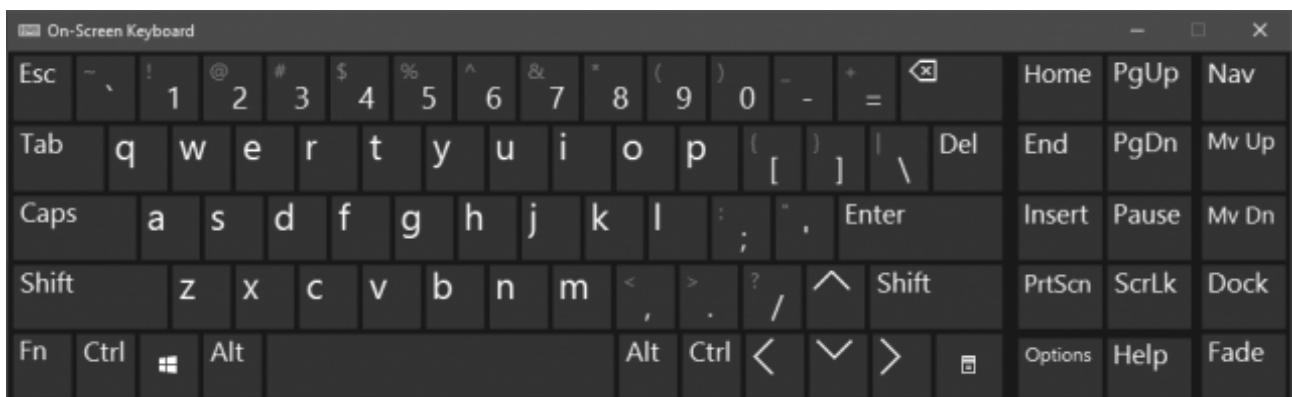 On-Screen Keyboard
Esc ~ ` ! 1 @ 2 # 3 $ 4 % 5 ^ 6 & 7 * 8 ( 9 ) 0 _ - + = Home PgUp Nav
Tab q w e r t y u i o p { [ } ] | \ Del End PgDn Mv Up
Caps a s d f g h j k l : ; " ' Enter Insert Pause Mv Dn
Shift z x c v b n m < , > . ? / Shift PrtScn ScrLk Dock
Fn Ctrl Alt Alt Ctrl Options Help Fade